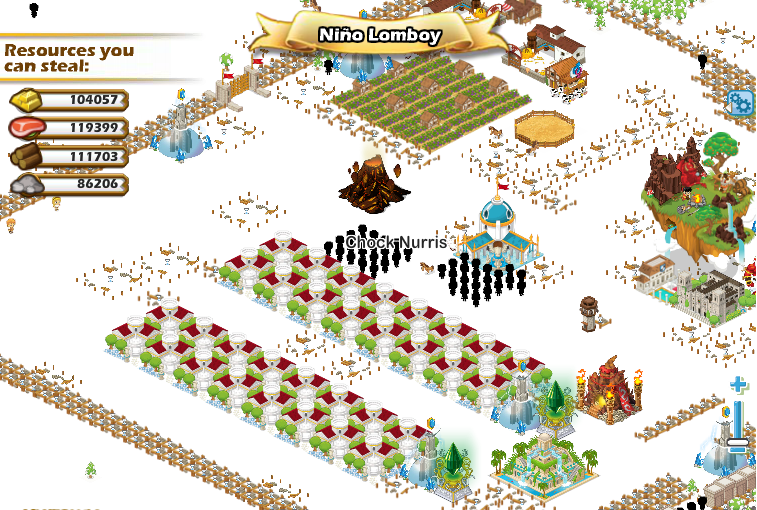 Niño Lomboy
Resources you
can steal:
104057
119399
111703
86206
Chock Nurris